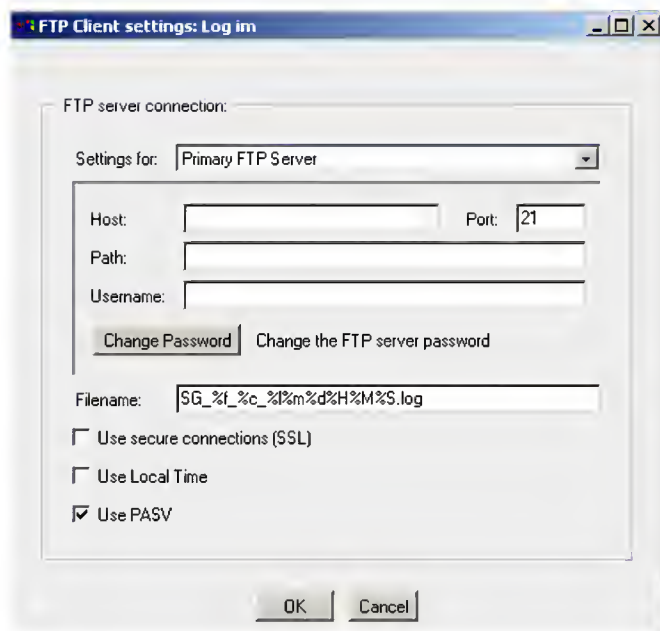 FTP Client settings: Log im
FTP server connection:
Settings for: Primary FTP Server
Host: Port: 21
Path:
Username:
Change Password Change the FTP server password
Filename: SG_%f_%c_%l%m%d%H%M%S.log
Use secure connections (SSL)
Use Local Time
Use PASV
OK Cancel